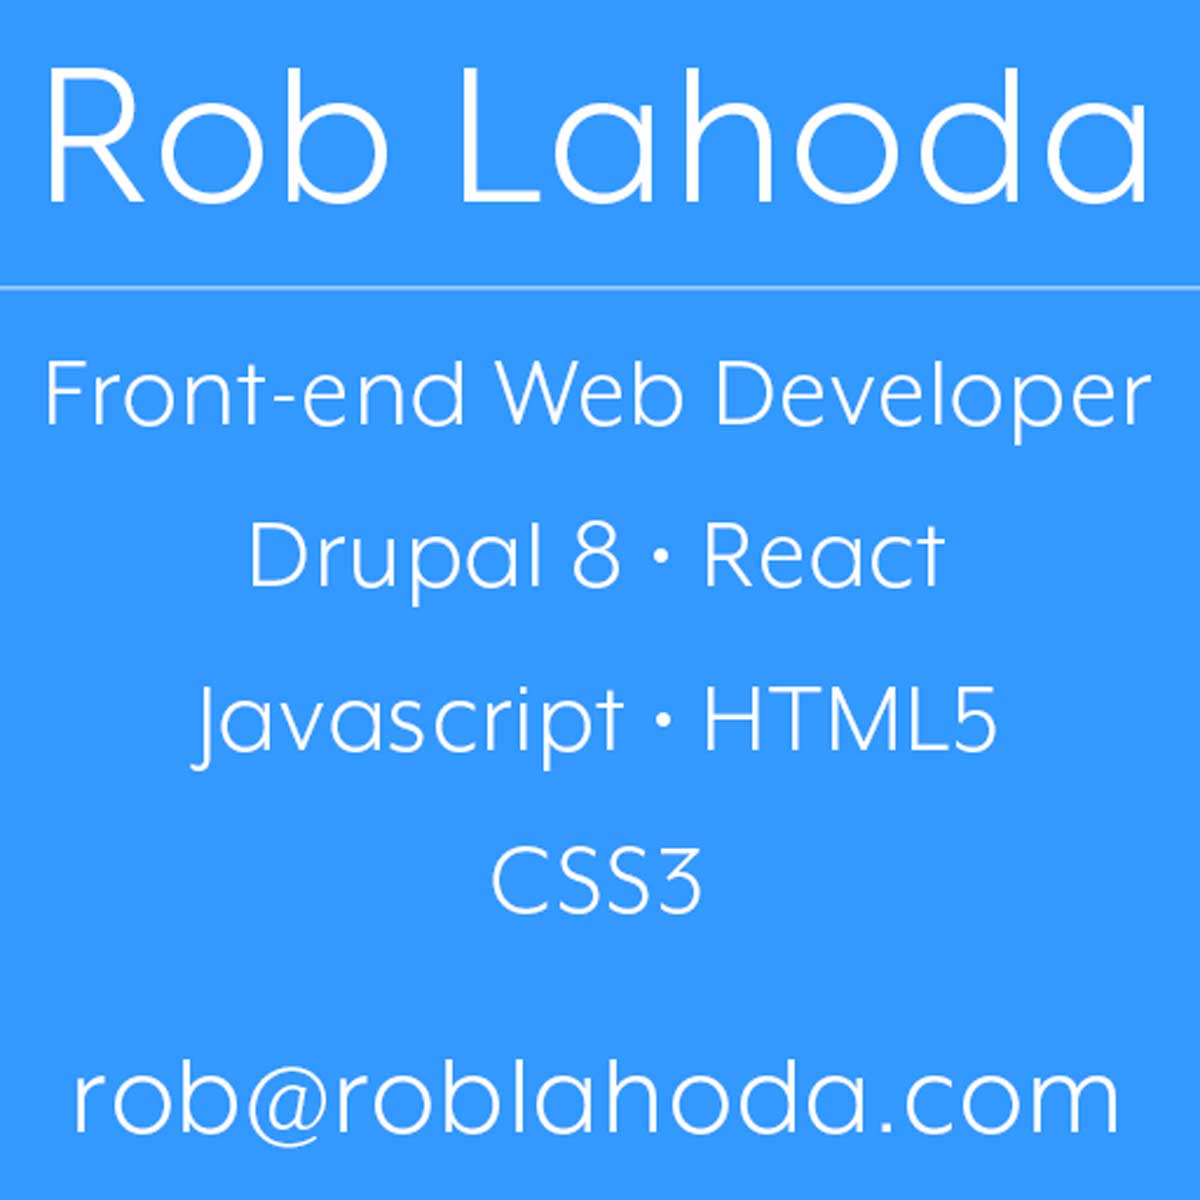 Rob Lahoda
Front-end Web Developer
Drupal 8 • React
Javascript • HTML5
CSS3
rob@roblahoda.com